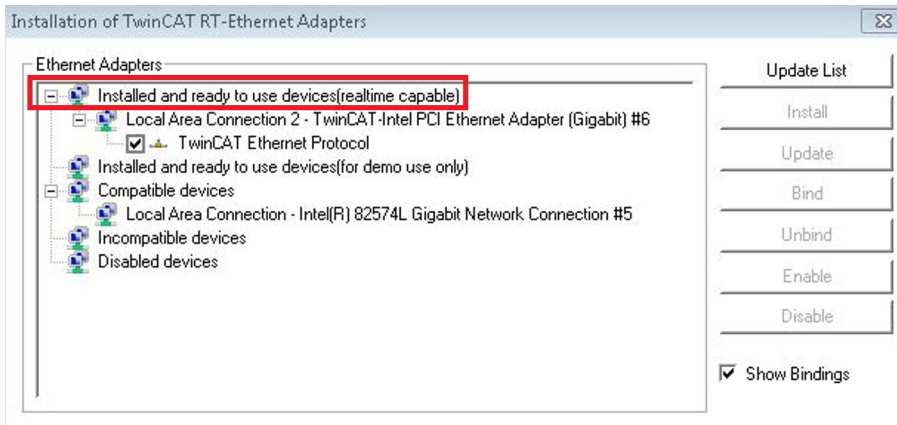 Installation of TwinCAT RT-Ethernet Adapters
Ethernet Adapters
Installed and ready to use devices(realtime capable)
Local Area Connection 2 - TwinCAT-Intel PCI Ethernet Adapter (Gigabit) #6
TwinCAT Ethernet Protocol
Installed and ready to use devices(for demo use only)
Compatible devices
Local Area Connection - Intel(R) 82574L Gigabit Network Connection #5
Incompatible devices
Disabled devices
Update List
Install
Update
Bind
Unbind
Enable
Disable
Show Bindings